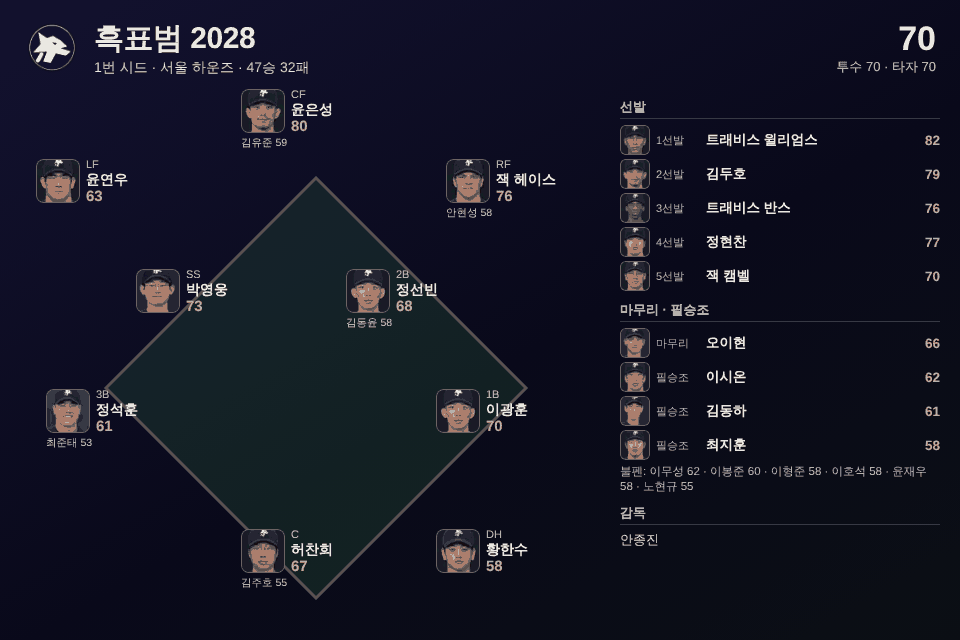 흑표범 2028
1번 시드 · 서울 하운즈 · 47승 32패
70
투수 70 · 타자 70
CF
윤은성
80
김유준 59
LF
윤연우
63
RF
잭 헤이스
76
안현성 58
SS
박영웅
73
2B
정선빈
68
김동윤 58
3B
정석훈
61
최준태 53
1B
이광훈
70
C
허찬희
67
김주호 55
DH
황한수
58
선발
1선발 트래비스 윌리엄스 82
2선발 김두호 79
3선발 트래비스 반스 76
4선발 정현찬 77
5선발 잭 캠벨 70
마무리 · 필승조
마무리 오이현 66
필승조 이시온 62
필승조 김동하 61
필승조 최지훈 58
불펜: 이무성 62 · 이봉준 60 · 이형준 58 · 이호석 58 · 윤재우
58 · 노현규 55
감독
안종진